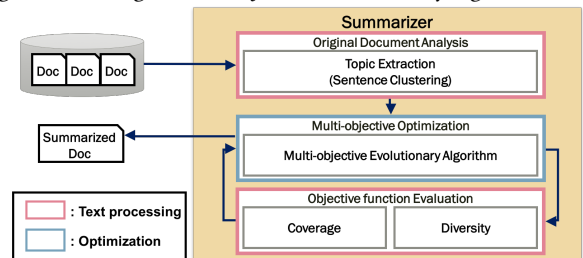 Summarizer
Original Document Analysis
Topic Extraction
(Sentence Clustering)
Doc Doc Doc
Multi-objective Optimization
Multi-objective Evolutionary Algorithm
Summarized
Doc
Objective function Evaluation
Coverage
Diversity
: Text processing
: Optimization